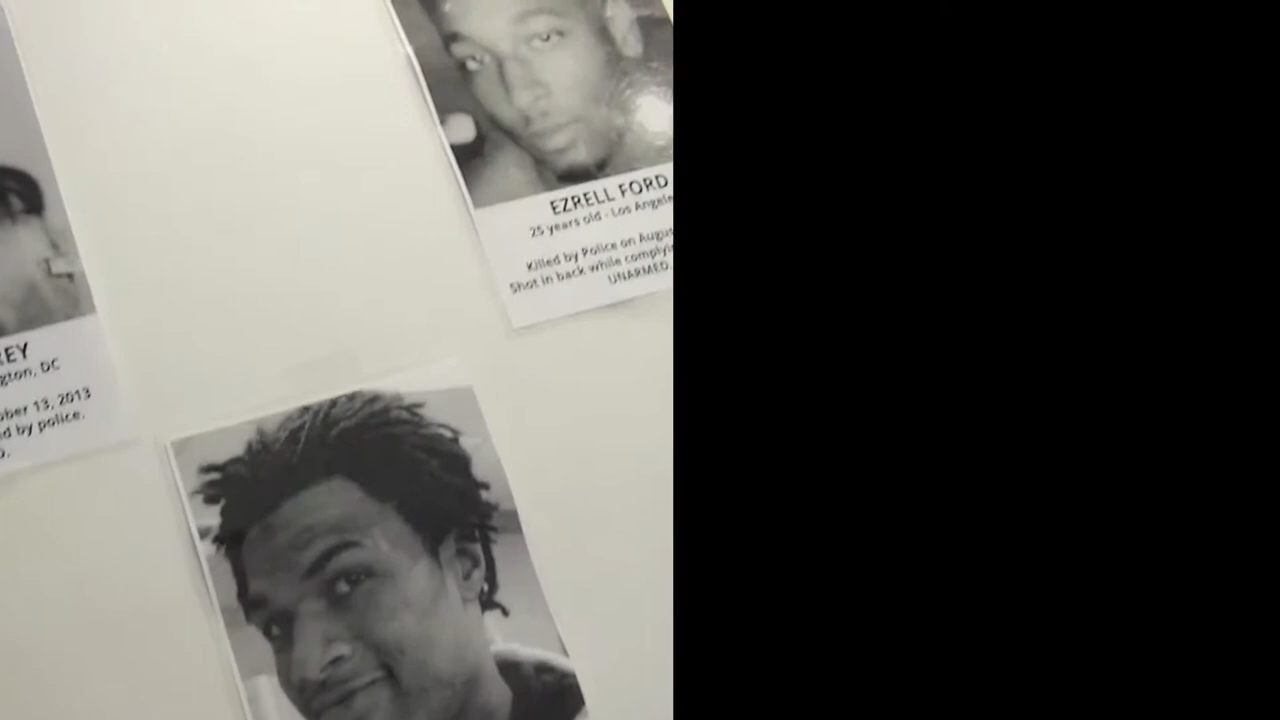 EZRELL FORD
25 years old - Los Angele
Killed by Police on Augus
Shot in back while complyi
UNARMED.
REY
gton, DC
ober 13, 2013
d by police.
D.